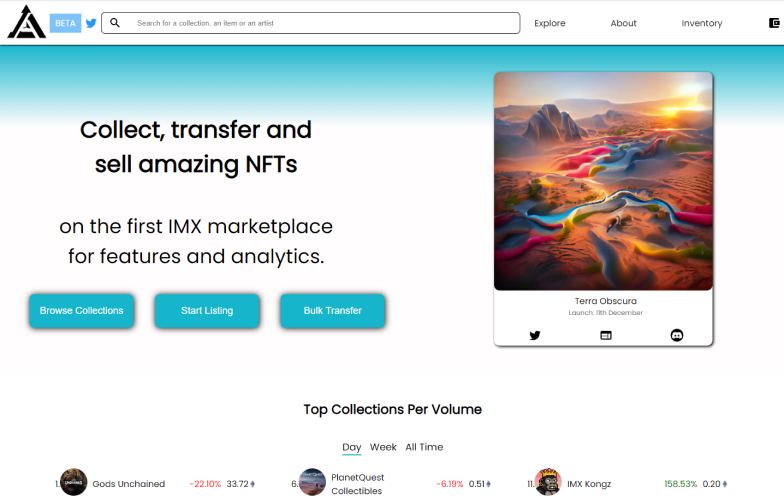 BETA
Search for a collection, an item or an artist
Explore
About
Inventory
Collect, transfer and
sell amazing NFTs
on the first IMX marketplace
for features and analytics.
Browse Collections
Start Listing
Bulk Transfer
Terra Obscura
Launch: 11th December
Top Collections Per Volume
Day Week All Time
1. Gods Unchained -22.10% 33.72
6. PlanetQuest
Collectibles -6.19% 0.51
11. IMX Kongz 158.53% 0.20